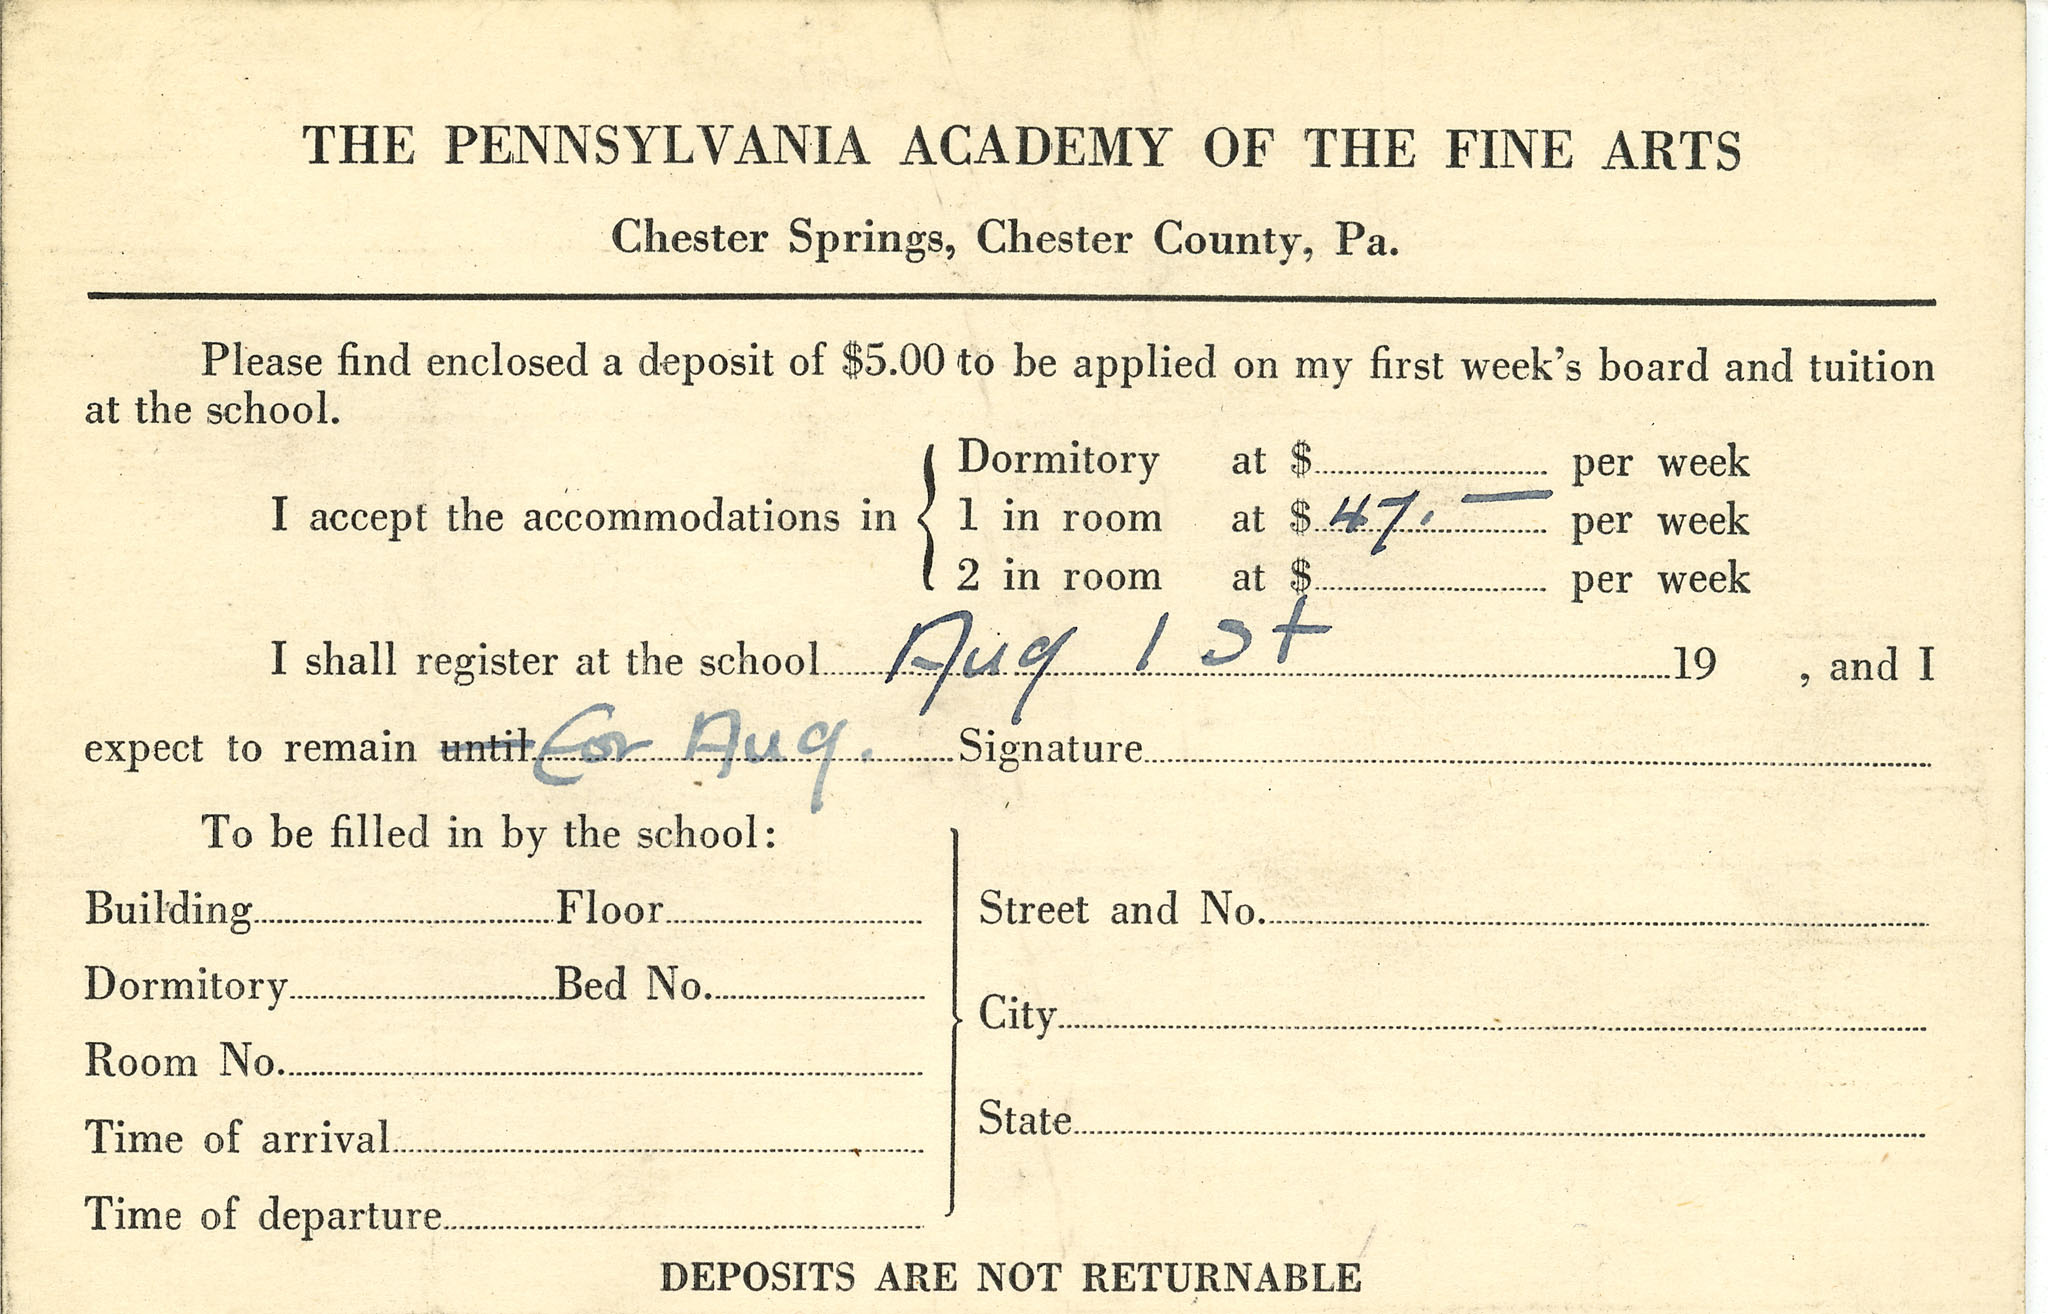 THE PENNSYLVANIA ACADEMY OF THE FINE ARTS
Chester Springs, Chester County, Pa.
Please find enclosed a deposit of $5.00 to be applied on my first week's board and tuition
at the school.
Dormitory at $ per week
I accept the accommodations in 1 in room at $ 47.— per week
2 in room at $ per week
I shall register at the school Aug 1st 19 , and I
expect to remain until for Aug. Signature
To be filled in by the school:
Building Floor
Street and No.
Dormitory Bed No.
City
Room No.
State
Time of arrival
Time of departure
DEPOSITS ARE NOT RETURNABLE